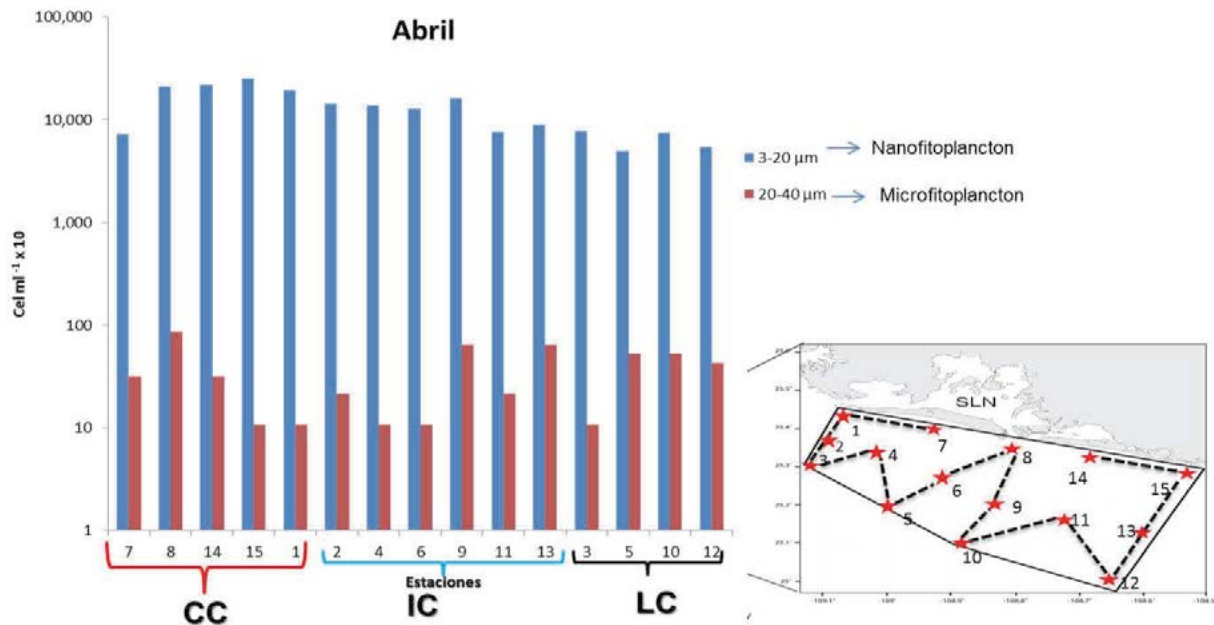 Abril
100,000
10,000
1,000
100
10
1
Cel ml⁻¹ x 10
7 8 14 15 1 2 4 6 9 11 13 3 5 10 12
Estaciones
CC IC LC
3-20 µm Nanofitoplancton
20-40 µm Microfitoplancton
SLN
1
2
3
4
5
6
7
8
9
10
11
12
13
14
15